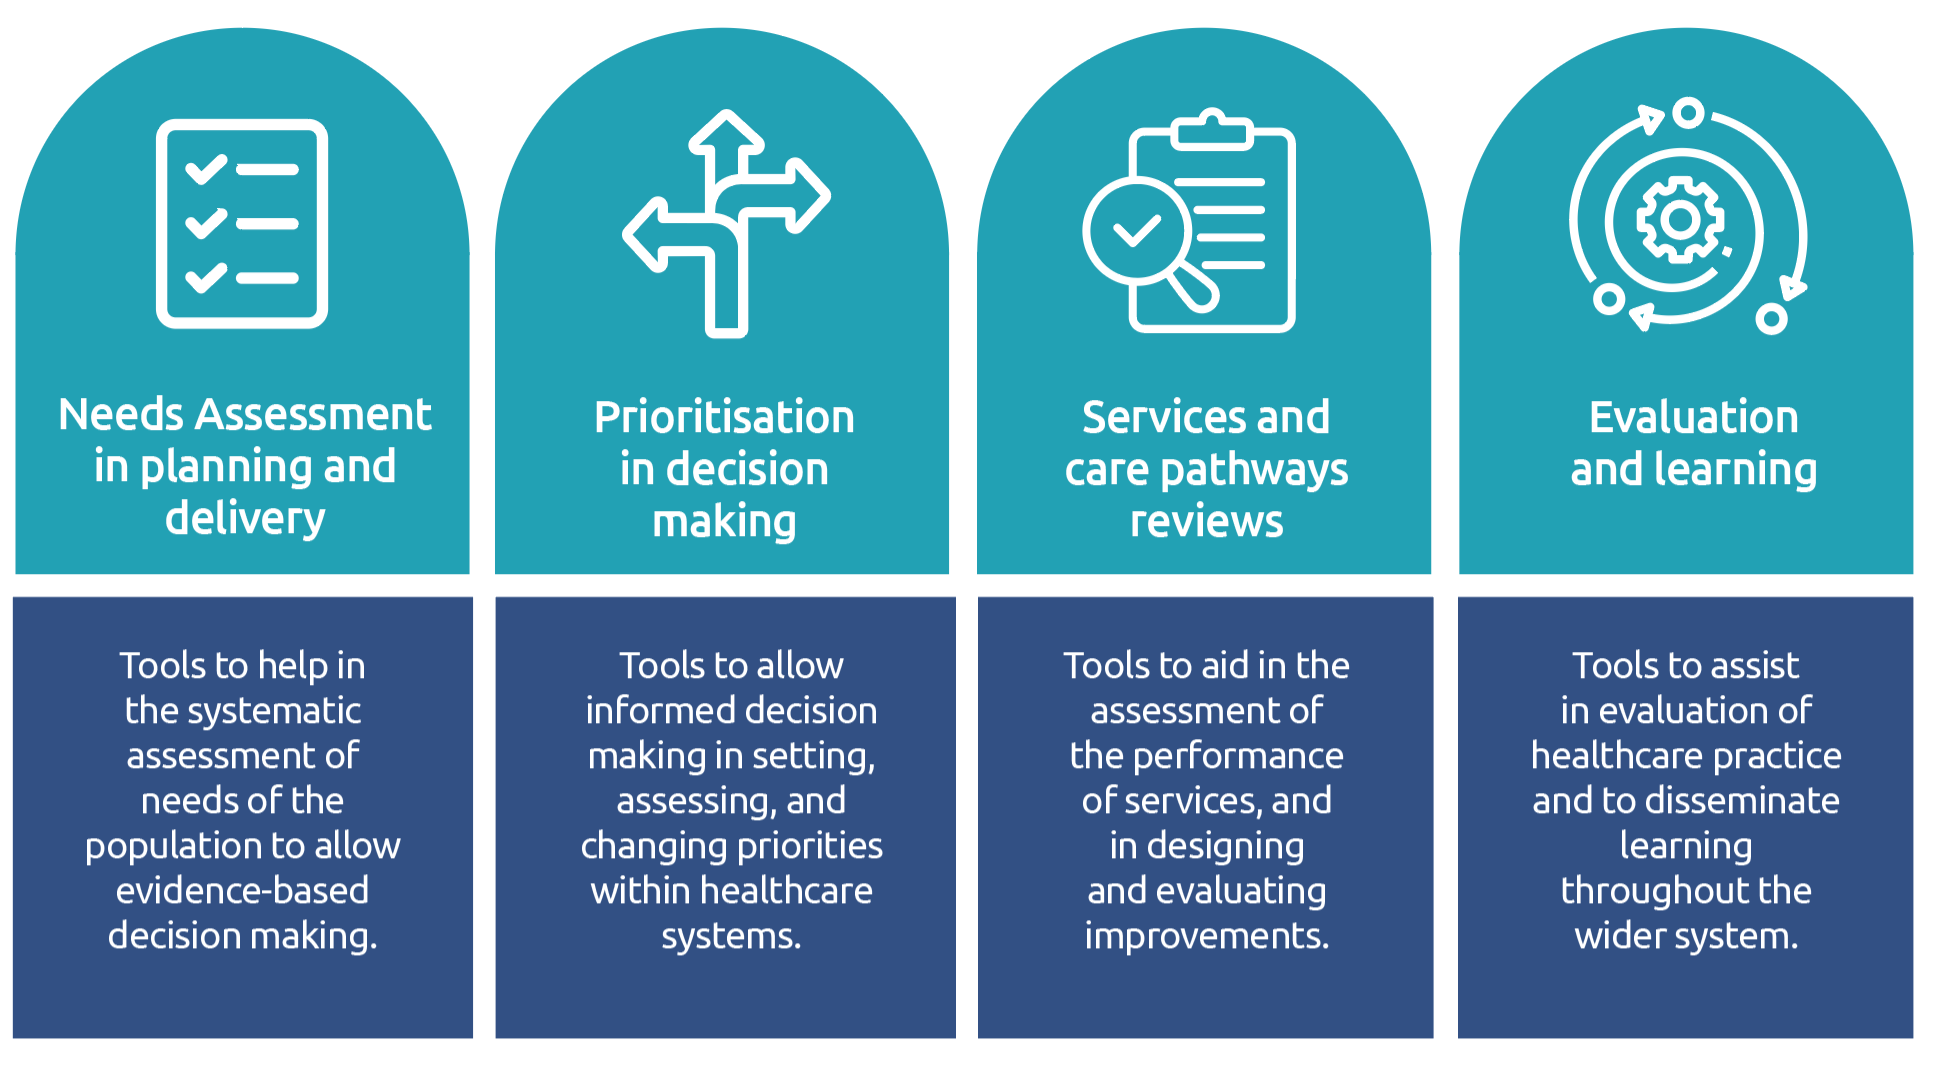 Needs Assessment
in planning and
delivery
Tools to help in
the systematic
assessment of
needs of the
population to allow
evidence-based
decision making.
Prioritisation
in decision
making
Tools to allow
informed decision
making in setting,
assessing, and
changing priorities
within healthcare
systems.
Services and
care pathways
reviews
Tools to aid in the
assessment of
the performance
of services, and
in designing
and evaluating
improvements.
Evaluation
and learning
Tools to assist
in evaluation of
healthcare practice
and to disseminate
learning
throughout the
wider system.